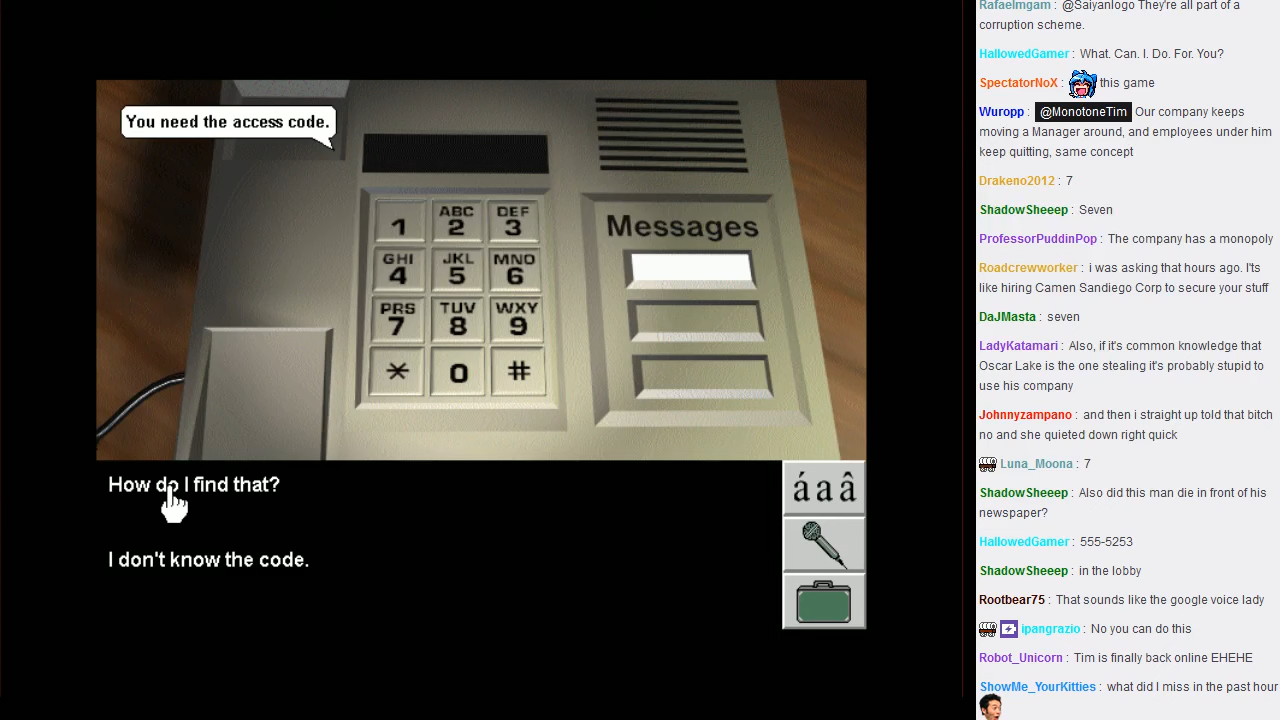 You need the access code.
Messages
1
ABC
2
DEF
3
GHI
4
JKL
5
MNO
6
PRS
7
TUV
8
WXY
9
*
0
#
How do I find that?
I don't know the code.
á a â
Rafaelmgam : @Saiyanlogo They're all part of a
corruption scheme.
HallowedGamer : What. Can. I. Do. For. You?
SpectatorNoX : this game
Wuropp : @MonotoneTim Our company keeps
moving a Manager around, and employees under him
keep quitting, same concept
Drakeno2012 : 7
ShadowSheeep : Seven
ProfessorPuddinPop : The company has a monopoly
Roadcrewworker : i was asking that hours ago. I'ts
like hiring Camen Sandiego Corp to secure your stuff
DaJMasta : seven
LadyKatamari : Also, if it's common knowledge that
Oscar Lake is the one stealing it's probably stupid to
use his company
Johnnyzampano : and then i straight up told that bitch
no and she quieted down right quick
Luna_Moona : 7
ShadowSheeep : Also did this man die in front of his
newspaper?
HallowedGamer : 555-5253
ShadowSheeep : in the lobby
Rootbear75 : That sounds like the google voice lady
ipangrazio : No you can do this
Robot_Unicorn : Tim is finally back online EHEHE
ShowMe_YourKitties : what did I miss in the past hour